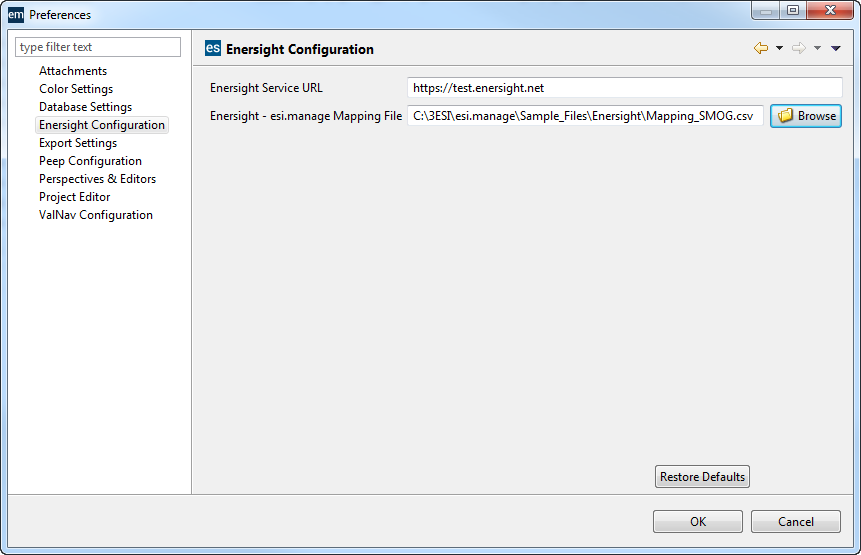 em Preferences
type filter text
Attachments
Color Settings
Database Settings
Enersight Configuration
Export Settings
Peep Configuration
Perspectives & Editors
Project Editor
ValNav Configuration
es Enersight Configuration
Enersight Service URL https://test.enersight.net
Enersight - esi.manage Mapping File C:\3ESI\esi.manage\Sample_Files\Enersight\Mapping_SMOG.csv Browse
Restore Defaults
OK Cancel